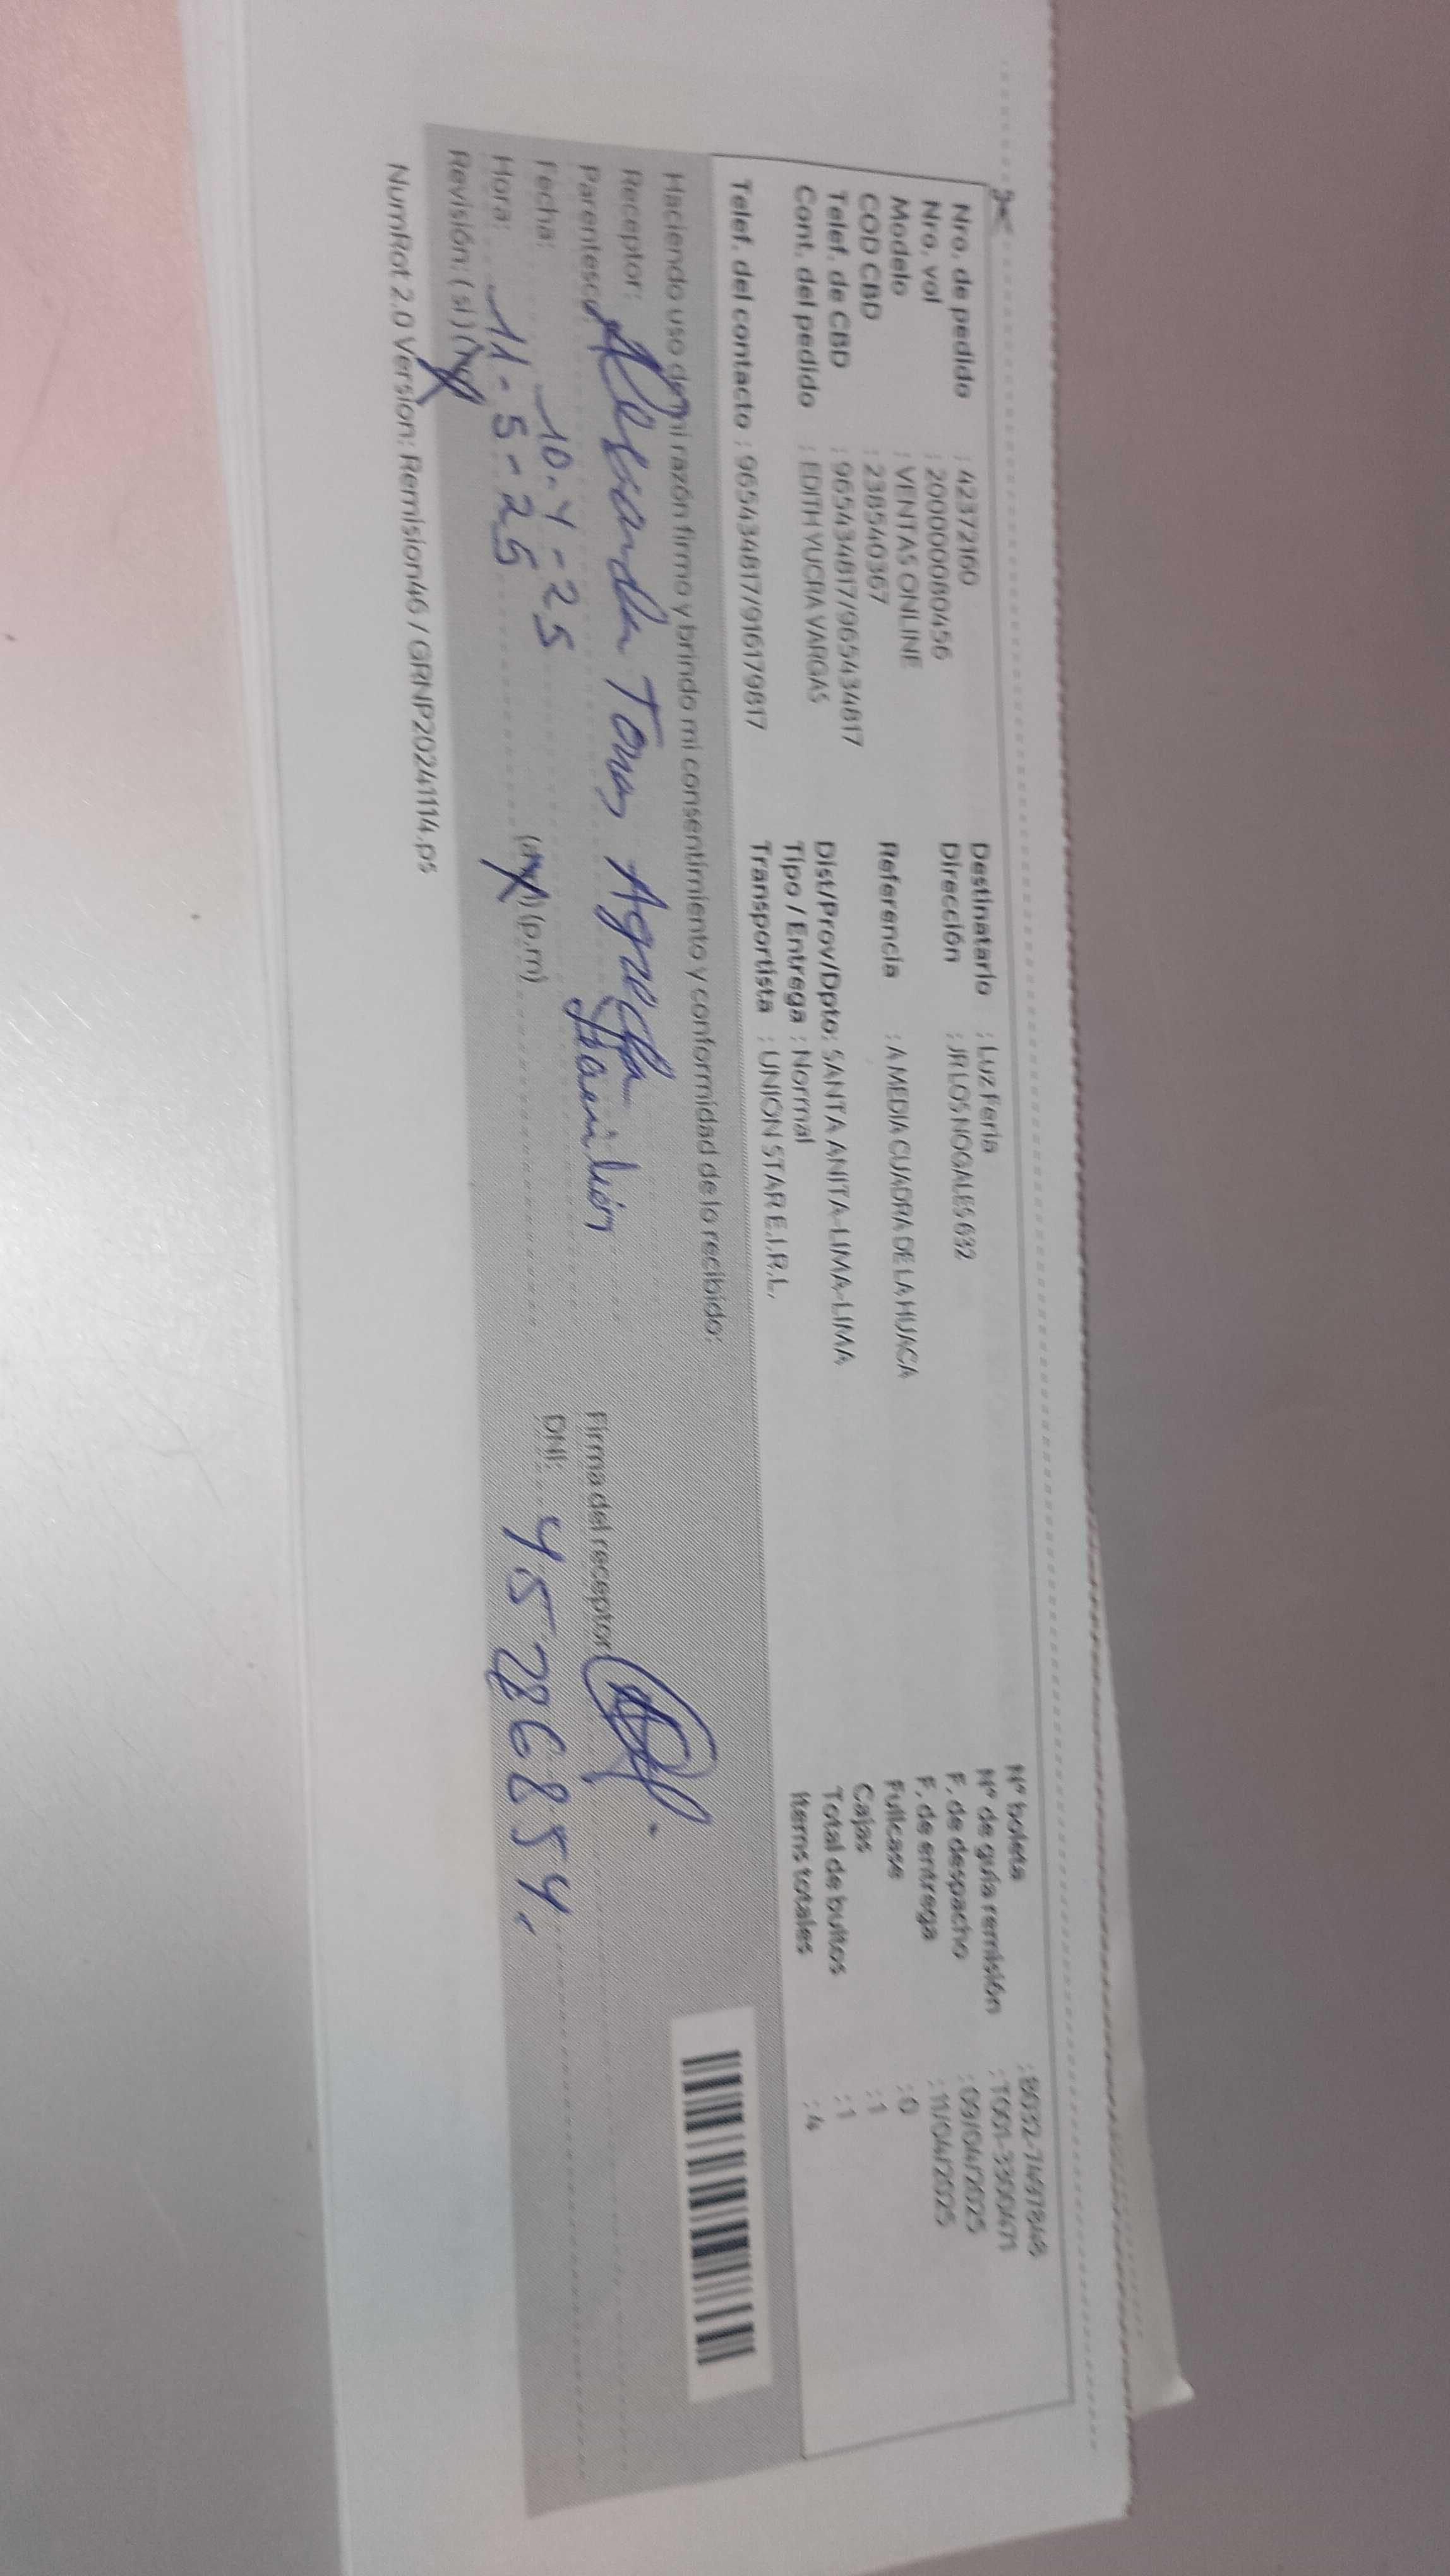 Nro. de pedido : 42372160
Nro. vol : 2000000B0456
Modelo : VENTAS ONLINE
COD CBD : 238540367
Telef. de CBD : 965434817/965434817
Cont. del pedido : EDITH YUCRA VARGAS
Telef. del contacto : 965434817/916179817
Destinatario : Luz Feria
Dirección : JR LOS NOGALES 632
Referencia : A MEDIA CUADRA DE LA HUACA
Dist/Prov/Dpto: SANTA ANITA-LIMA-LIMA
Tipo / Entrega : Normal
Transportista : UNION STAR E.I.R.L.
Nº boleta
Nº de guía remisión
F. de despacho : 09/04/2025
F. de entrega : 11/04/2025
Fullcase : 0
Cajas : 1
Total de bultos : 1
Items totales : 4
Haciendo uso de mi razón firmo y brindo mi consentimiento y conformidad de lo recibido:
Receptor:
Parentesco:
Fecha: 10-4-25
Hora: 11-5-25 (a.m) (p.m)
Revisión: ( si ) (no)
Firma del receptor
DNI: 45286854
NumRot 2.0 Version: Remision46 / GRNP20241114.ps